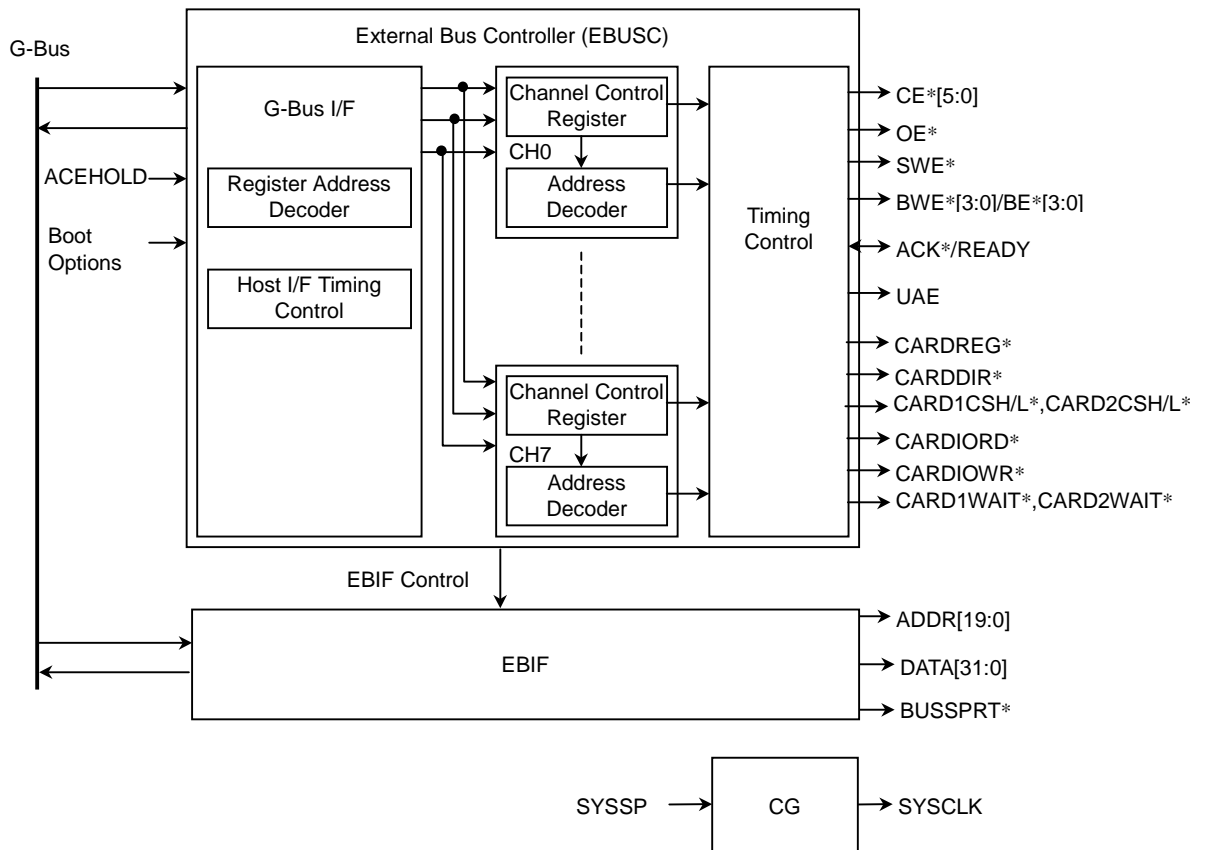 External Bus Controller (EBUSC)
G-Bus
G-Bus I/F
Channel Control
Register
CH0
Address
Decoder
ACEHOLD
Register Address
Decoder
Boot
Options
Host I/F Timing
Control
Timing
Control
CE*[5:0]
OE*
SWE*
BWE*[3:0]/BE*[3:0]
ACK*/READY
UAE
CARDREG*
CARDDIR*
CARD1CSH/L*,CARD2CSH/L*
CARDIORD*
CARDIOWR*
CARD1WAIT*,CARD2WAIT*
Channel Control
Register
CH7
Address
Decoder
EBIF Control
EBIF
ADDR[19:0]
DATA[31:0]
BUSSPRT*
SYSSP
CG
SYSCLK